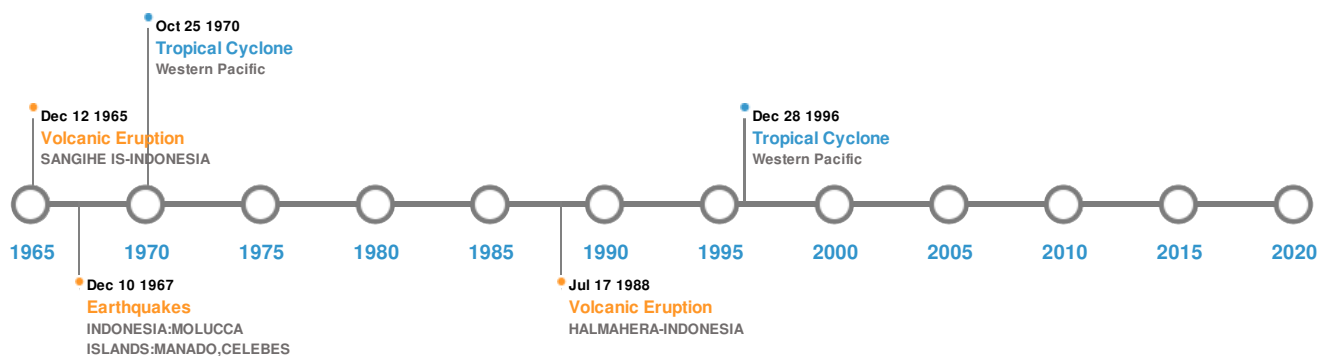 Oct 25 1970
Tropical Cyclone
Western Pacific
Dec 12 1965
Volcanic Eruption
SANGIHE IS-INDONESIA
Dec 28 1996
Tropical Cyclone
Western Pacific
1965 1970 1975 1980 1985 1990 1995 2000 2005 2010 2015 2020
Dec 10 1967
Earthquakes
INDONESIA:MOLUCCA
ISLANDS:MANADO,CELEBES
Jul 17 1988
Volcanic Eruption
HALMAHERA-INDONESIA